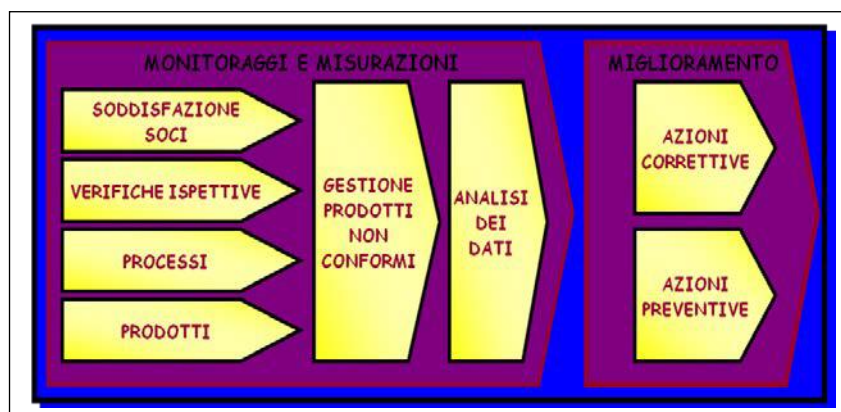 MONITORAGGI E MISURAZIONI
SODDISFAZIONE
SOCI
VERIFICHE ISPETTIVE
PROCESSI
PRODOTTI
GESTIONE
PRODOTTI
NON
CONFORMI
ANALISI
DEI
DATI
MIGLIORAMENTO
AZIONI
CORRETTIVE
AZIONI
PREVENTIVE